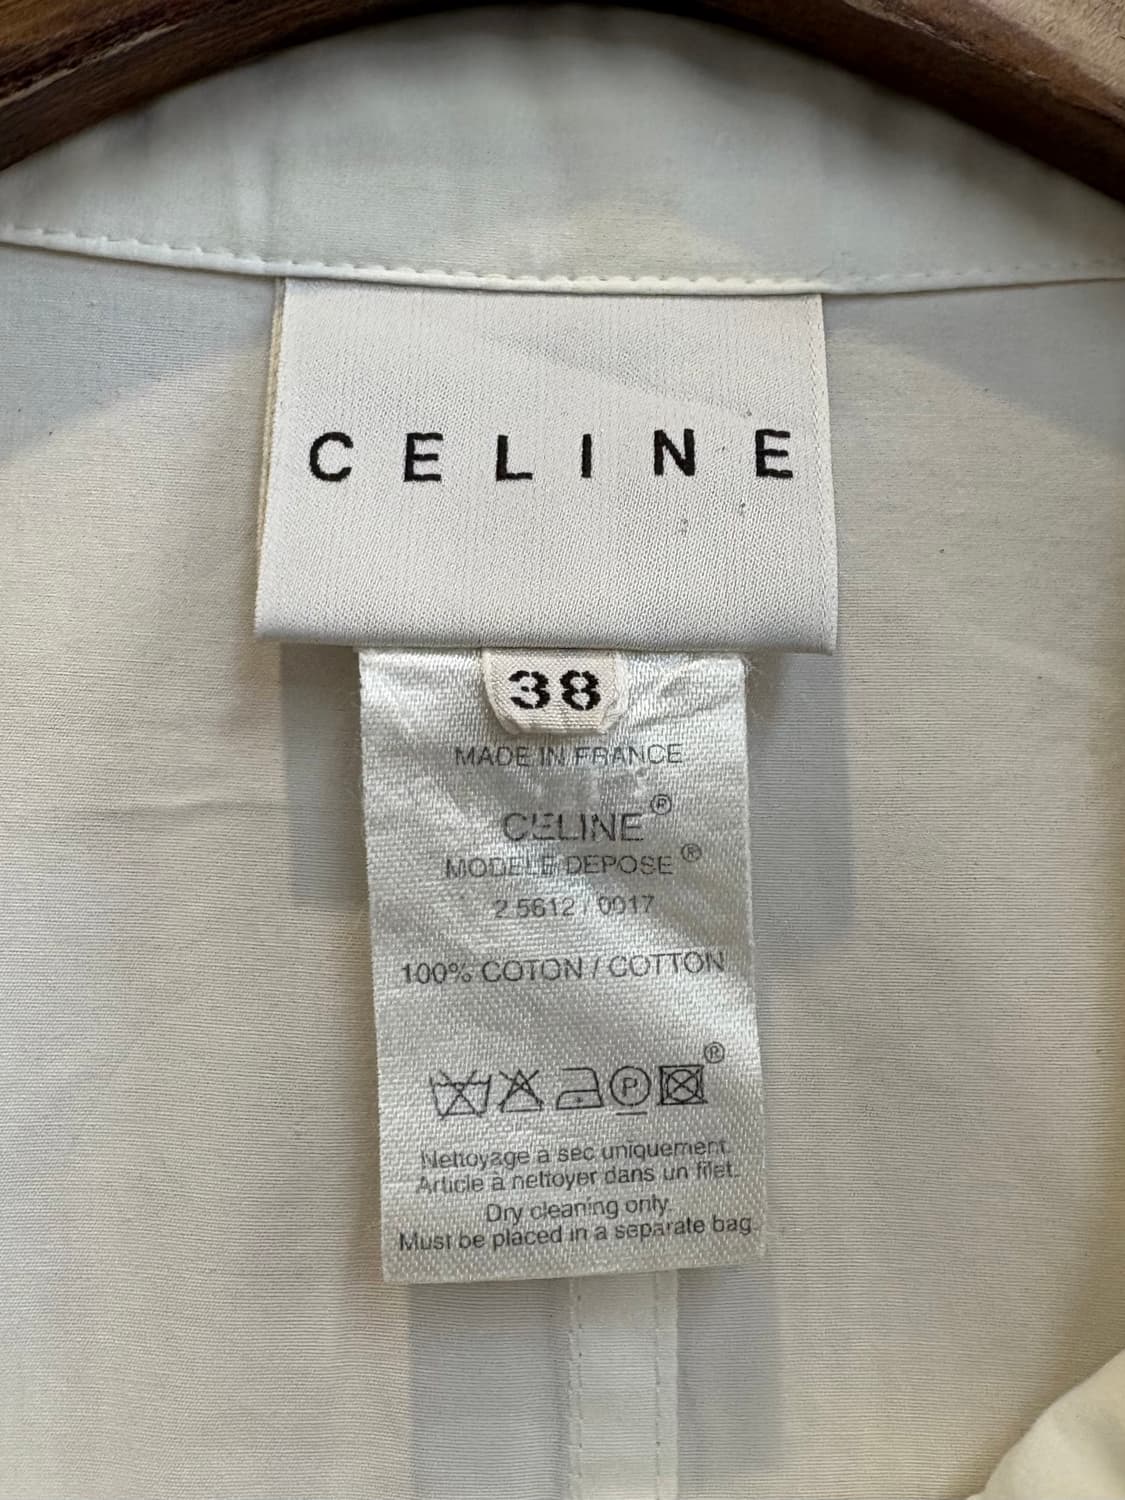 CELINE
38
MADE IN FRANCE
CELINE®
MODELE DEPOSE®
2 5612 / 0017
100% COTON / COTTON
P ®
Nettoyage à sec uniquement.
Article à nettoyer dans un filet.
Dry cleaning only.
Must be placed in a separate bag.